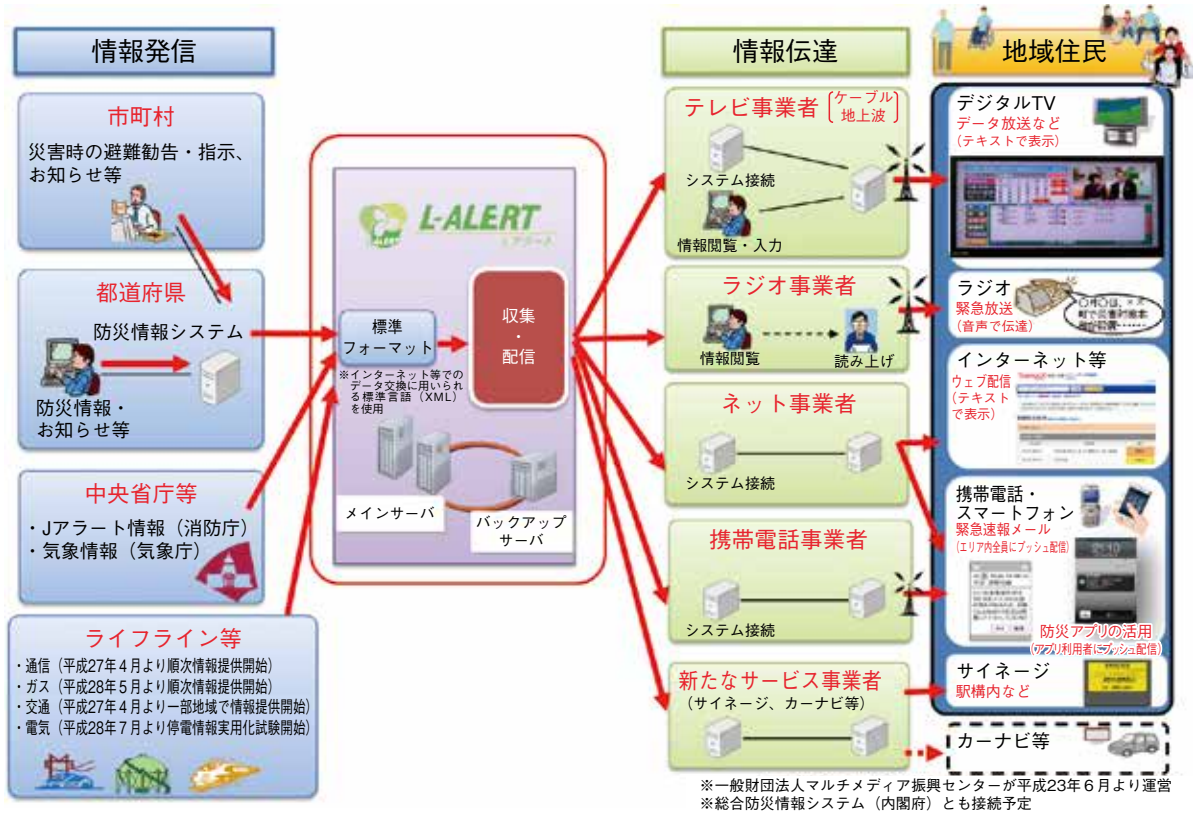 情報発信
市町村
災害時の避難勧告・指示、
お知らせ等
都道府県
防災情報システム
防災情報・
お知らせ等
中央省庁等
・Jアラート情報（消防庁）
・気象情報（気象庁）
ライフライン等
・通信（平成27年4月より順次情報提供開始）
・ガス（平成28年5月より順次情報提供開始）
・交通（平成27年4月より一部地域で情報提供開始）
・電気（平成28年7月より停電情報実用化試験開始）
ALERT
L-ALERT
Lアラート
標準
フォーマット
※インターネット等での
データ交換に用いられ
る標準言語（XML）
を使用
収集
・
配信
メインサーバ
バックアップ
サーバ
情報伝達
テレビ事業者
ケーブル
地上波
システム接続
情報閲覧・入力
ラジオ事業者
情報閲覧
読み上げ
ネット事業者
システム接続
携帯電話事業者
システム接続
新たなサービス事業者
（サイネージ、カーナビ等）
地域住民
デジタルTV
データ放送など
（テキストで表示）
ラジオ
緊急放送
（音声で伝達）
インターネット等
ウェブ配信
（テキスト
で表示）
携帯電話・
スマートフォン
緊急速報メール
（エリア内全員にプッシュ配信）
防災アプリの活用
（アプリ利用者にプッシュ配信）
サイネージ
駅構内など
カーナビ等
※一般財団法人マルチメディア振興センターが平成23年6月より運営
※総合防災情報システム（内閣府）とも接続予定